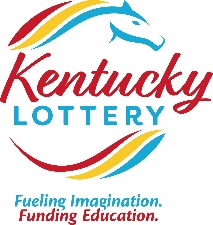 Kentucky
LOTTERY
Fueling Imagination.
Funding Education.